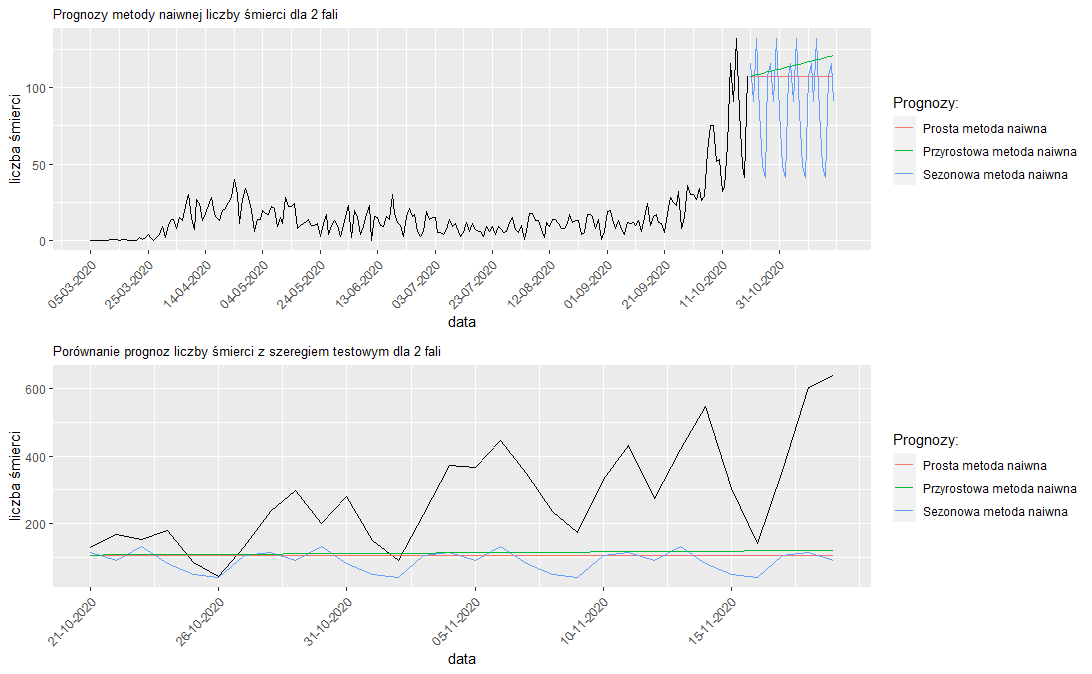 Prognozy metody naiwnej liczby śmierci dla 2 fali
liczba śmierci
100
50
0
05-03-2020
25-03-2020
14-04-2020
04-05-2020
24-05-2020
13-06-2020
03-07-2020
23-07-2020
12-08-2020
01-09-2020
21-09-2020
11-10-2020
31-10-2020
data
Prognozy:
Prosta metoda naiwna
Przyrostowa metoda naiwna
Sezonowa metoda naiwna
Porównanie prognoz liczby śmierci z szeregiem testowym dla 2 fali
liczba śmierci
600
400
200
21-10-2020
26-10-2020
31-10-2020
05-11-2020
10-11-2020
15-11-2020
data
Prognozy:
Prosta metoda naiwna
Przyrostowa metoda naiwna
Sezonowa metoda naiwna